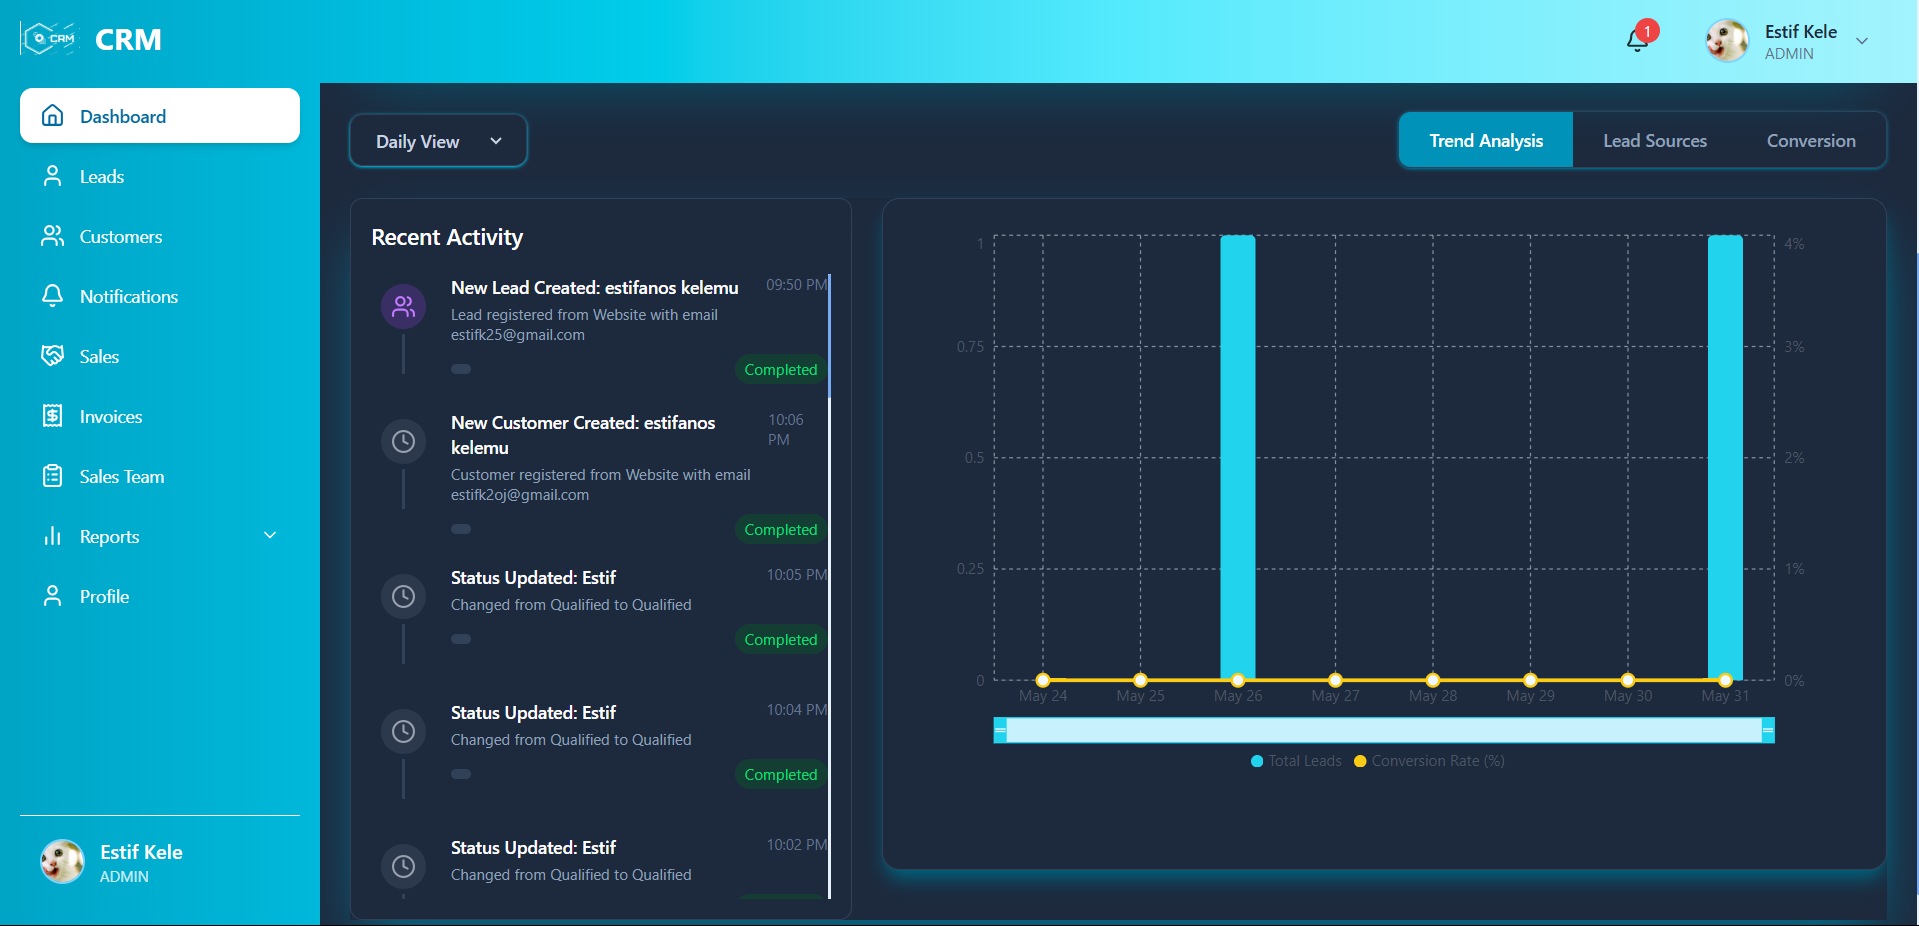 CRM
CRM
1
Estif Kele
ADMIN
Dashboard
Leads
Customers
Notifications
Sales
Invoices
Sales Team
Reports
Profile
Estif Kele
ADMIN
Daily View
Trend Analysis
Lead Sources
Conversion
Recent Activity
New Lead Created: estifanos kelemu
09:50 PM
Lead registered from Website with email
estifk25@gmail.com
Completed
New Customer Created: estifanos
kelemu
10:06
PM
Customer registered from Website with email
estifk2oj@gmail.com
Completed
Status Updated: Estif
10:05 PM
Changed from Qualified to Qualified
Completed
Status Updated: Estif
10:04 PM
Changed from Qualified to Qualified
Completed
Status Updated: Estif
10:02 PM
Changed from Qualified to Qualified
1
0.75
0.5
0.25
0
4%
3%
2%
1%
0%
May 24
May 25
May 26
May 27
May 28
May 29
May 30
May 31
Total Leads
Conversion Rate (%)